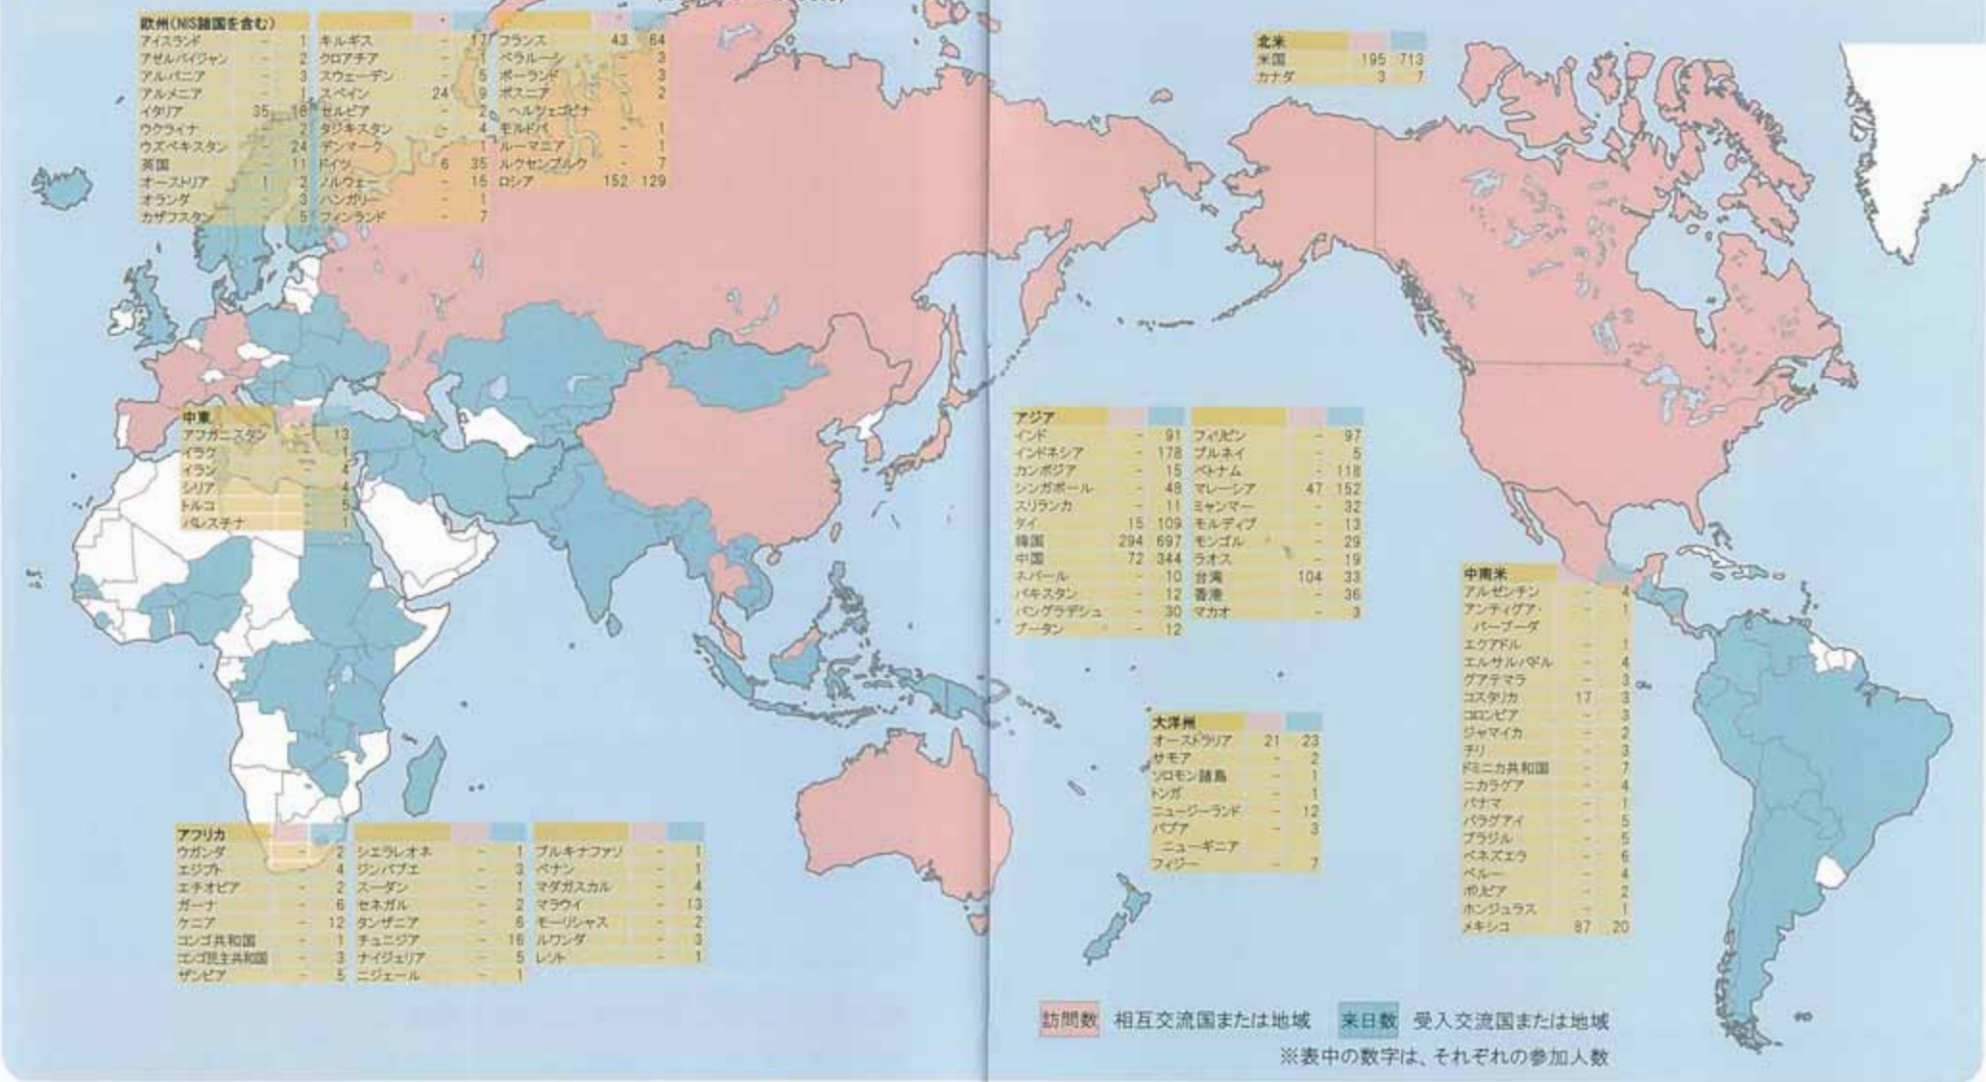 欧州(NIS諸国を含む)
アイスランド - 1 キルギス - 17 フランス 43 64
アゼルバイジャン - 2 クロアチア - 1 ベラルーシ - 3
アルバニア - 3 スウェーデン - 5 ポーランド - 3
アルメニア - 1 スペイン 24 9 ボスニア - 2
イタリア 35 18 セルビア - 2 ヘルツェゴビナ
ウクライナ - 2 タジキスタン - 4 モルドバ - 1
ウズベキスタン - 24 デンマーク - 1 ルーマニア - 1
英国 - 11 ドイツ 6 35 ルクセンブルク - 7
オーストリア 1 2 ノルウェー - 15 ロシア 152 129
オランダ - 3 ハンガリー - 1
カザフスタン - 5 フィンランド - 7
北米
米国 195 713
カナダ 3 7
中東
アフガニスタン - 13
イラク - 1
イラン - 4
シリア - 4
トルコ - 5
パレスチナ - 1
アジア
インド - 91 フィリピン - 97
インドネシア - 178 ブルネイ - 5
カンボジア - 15 ベトナム - 118
シンガポール - 48 マレーシア 47 152
スリランカ - 11 ミャンマー - 32
タイ 15 109 モルディブ - 13
韓国 294 697 モンゴル - 29
中国 72 344 ラオス - 19
ネパール - 10 台湾 104 33
パキスタン - 12 香港 - 36
バングラデシュ - 30 マカオ - 3
ブータン - 12
中南米
アルゼンチン - 4
アンティグア・ - 1
バーブーダ
エクアドル - 1
エルサルバドル - 4
グアテマラ - 3
コスタリカ 17 3
コロンビア - 3
ジャマイカ - 2
チリ - 3
ドミニカ共和国 - 7
ニカラグア - 4
パナマ - 1
パラグアイ - 5
ブラジル - 5
ベネズエラ - 6
ペルー - 4
ボリビア - 2
ホンジュラス - 1
メキシコ 87 20
大洋州
オーストラリア 21 23
サモア - 2
ソロモン諸島 - 1
トンガ - 1
ニュージーランド - 12
パプア - 3
ニューギニア
フィジー - 7
アフリカ
ウガンダ - 2 シエラレオネ - 1 ブルキナファソ - 1
エジプト - 4 ジンバブエ - 3 ベナン - 1
エチオピア - 2 スーダン - 1 マダガスカル - 4
ガーナ - 6 セネガル - 2 マラウイ - 13
ケニア - 12 タンザニア - 6 モーリシャス - 2
コンゴ共和国 - 1 チュニジア - 16 ルワンダ - 3
コンゴ民主共和国 - 3 ナイジェリア - 5 レソト - 1
ザンビア - 5 ニジェール - 1
訪問数 相互交流国または地域 来日数 受入交流国または地域
※表中の数字は、それぞれの参加人数